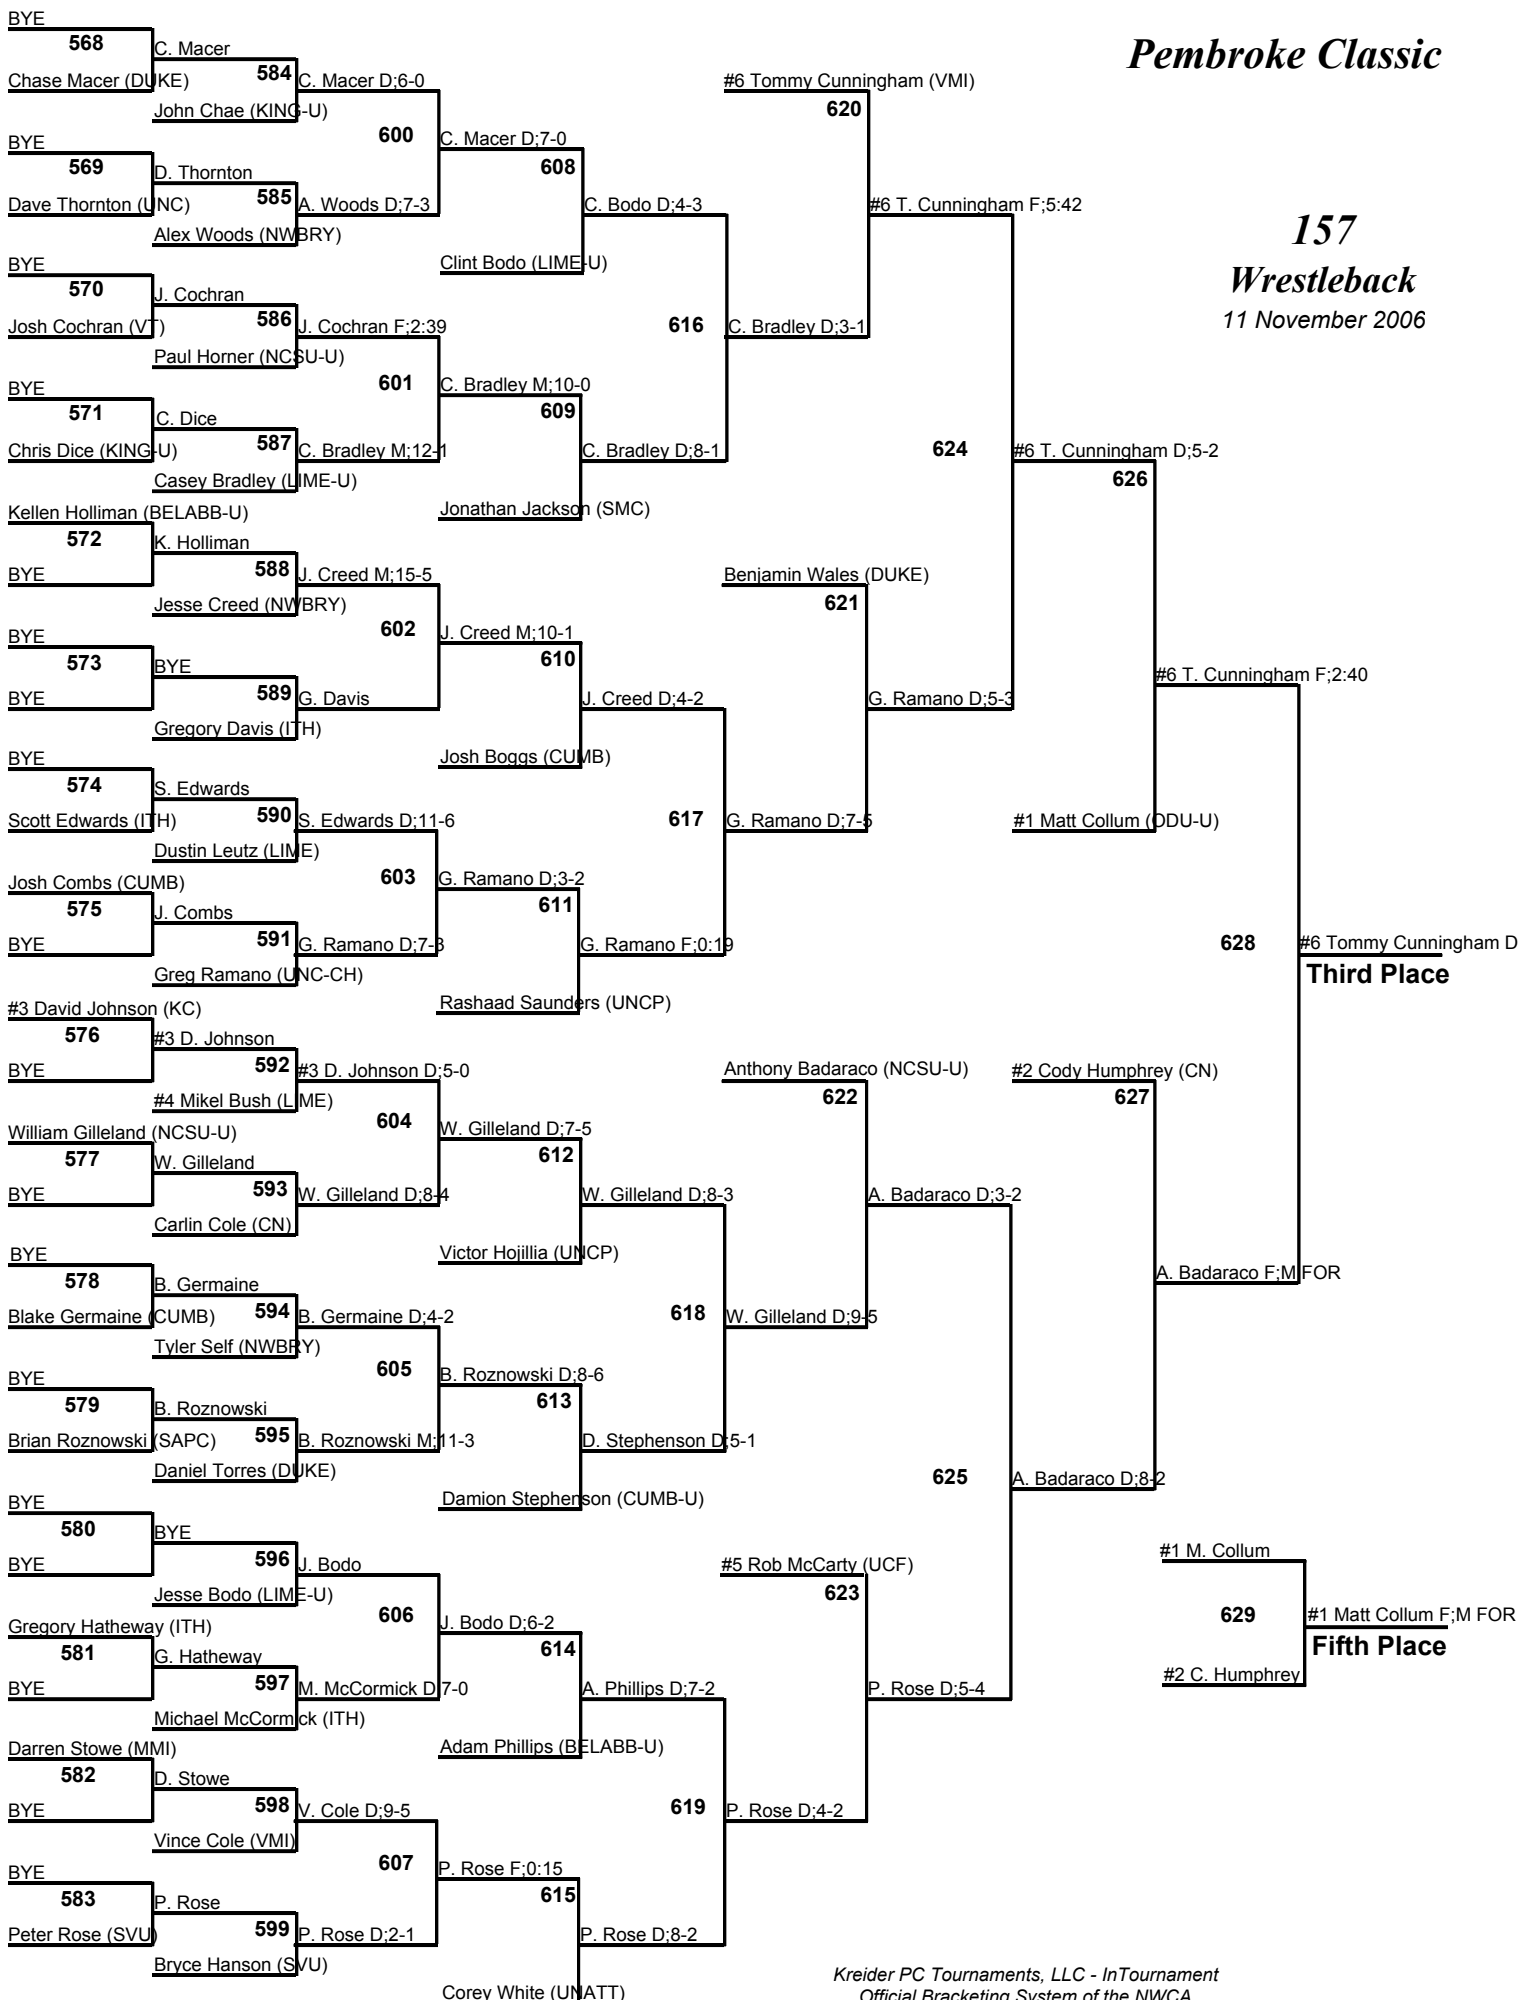 Pembroke Classic
157
Wrestleback
11 November 2006
BYE
568
Chase Macer (DUKE)
BYE
569
Dave Thornton (UNC)
BYE
570
Josh Cochran (VT)
BYE
571
Chris Dice (KING-U)
Kellen Holliman (BELABB-U)
572
BYE
BYE
573
BYE
BYE
574
Scott Edwards (ITH)
Josh Combs (CUMB)
575
BYE
#3 David Johnson (KC)
576
BYE
William Gilleland (NCSU-U)
577
BYE
BYE
578
Blake Germaine (CUMB)
BYE
579
Brian Roznowski (SAPC)
BYE
580
BYE
Gregory Hatheway (ITH)
581
BYE
Darren Stowe (MMI)
582
BYE
BYE
583
Peter Rose (SVU)
C. Macer
584
John Chae (KING-U)
D. Thornton
585
Alex Woods (NWBRY)
J. Cochran
586
Paul Horner (NCSU-U)
C. Dice
587
Casey Bradley (LIME-U)
K. Holliman
588
Jesse Creed (NWBRY)
BYE
589
Gregory Davis (ITH)
S. Edwards
590
Dustin Leutz (LIME)
J. Combs
591
Greg Ramano (UNC-CH)
#3 D. Johnson
592
#4 Mikel Bush (LIME)
W. Gilleland
593
Carlin Cole (CN)
B. Germaine
594
Tyler Self (NWBRY)
B. Roznowski
595
Daniel Torres (DUKE)
BYE
596
Jesse Bodo (LIME-U)
G. Hatheway
597
Michael McCormick (ITH)
D. Stowe
598
Vince Cole (VMI)
P. Rose
599
Bryce Hanson (SVU)
C. Macer D;6-0
600
A. Woods D;7-3
J. Cochran F;2:39
601
C. Bradley M;12-1
J. Creed M;15-5
602
G. Davis
S. Edwards D;11-6
603
G. Ramano D;7-3
#3 D. Johnson D;5-0
604
W. Gilleland D;8-4
B. Germaine D;4-2
605
B. Roznowski M;11-3
J. Bodo
606
M. McCormick D;7-0
V. Cole D;9-5
607
P. Rose D;2-1
C. Macer D;7-0
608
Clint Bodo (LIME-U)
C. Bradley M;10-0
609
Jonathan Jackson (SMC)
J. Creed M;10-1
610
Josh Boggs (CUMB)
G. Ramano D;3-2
611
Rashaad Saunders (UNCP)
W. Gilleland D;7-5
612
Victor Hojillia (UNCP)
B. Roznowski D;8-6
613
Damion Stephenson (CUMB-U)
J. Bodo D;6-2
614
Adam Phillips (BELABB-U)
P. Rose F;0:15
615
Corey White (UNATT)
C. Bodo D;4-3
616
C. Bradley D;8-1
J. Creed D;4-2
617
G. Ramano F;0:19
W. Gilleland D;8-3
618
D. Stephenson D;5-1
A. Phillips D;7-2
619
P. Rose D;8-2
#6 Tommy Cunningham (VMI)
620
C. Bradley D;3-1
Benjamin Wales (DUKE)
621
G. Ramano D;7-5
Anthony Badaraco (NCSU-U)
622
W. Gilleland D;9-5
#5 Rob McCarty (UCF)
623
P. Rose D;4-2
#6 T. Cunningham F;5:42
624
G. Ramano D;5-3
A. Badaraco D;3-2
625
P. Rose D;5-4
#6 T. Cunningham D;5-2
626
#1 Matt Collum (ODU-U)
#2 Cody Humphrey (CN)
627
A. Badaraco D;8-2
#6 T. Cunningham F;2:40
628
A. Badaraco F;M FOR
#6 Tommy Cunningham D
Third Place
#1 M. Collum
629
#2 C. Humphrey
#1 Matt Collum F;M FOR
Fifth Place
Kreider PC Tournaments, LLC - InTournament
Official Bracketing System of the NWCA